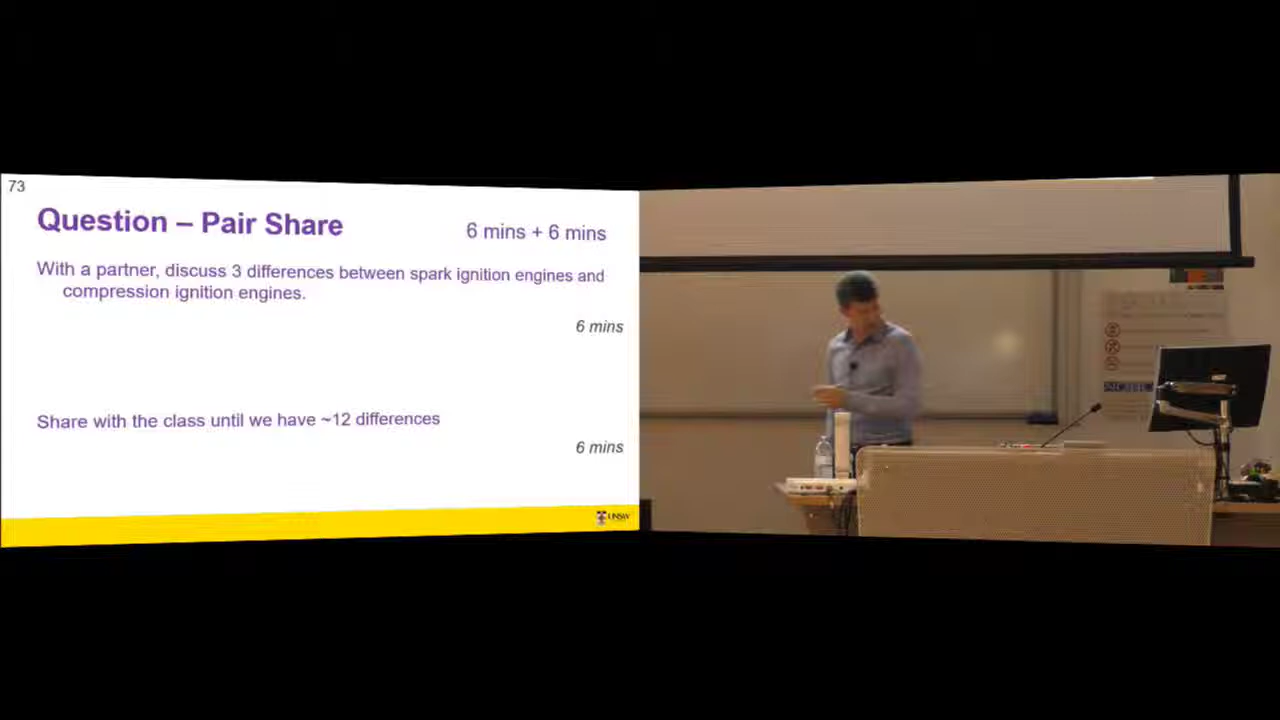 73
Question – Pair Share
6 mins + 6 mins
With a partner, discuss 3 differences between spark ignition engines and
compression ignition engines.
6 mins
Share with the class until we have ~12 differences
6 mins
UNSW